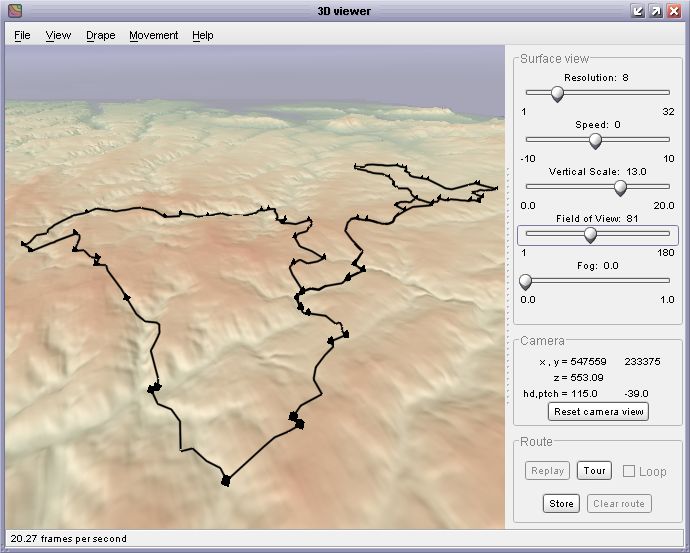 3D viewer
File View Drape Movement Help
Surface view
Resolution: 8
1 32
Speed: 0
-10 10
Vertical Scale: 13.0
0.0 20.0
Field of View: 81
1 180
Fog: 0.0
0.0 1.0
Camera
x , y = 547559 233375
z = 553.09
hd,ptch = 115.0 -39.0
Reset camera view
Route
Replay Tour Loop
Store Clear route
20.27 frames per second